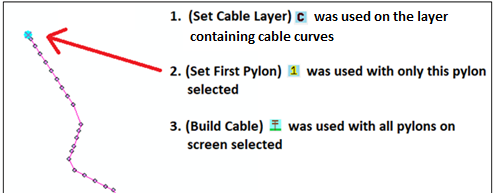 1. (Set Cable Layer) C was used on the layer
containing cable curves
2. (Set First Pylon) 1 was used with only this pylon
selected
3. (Build Cable) was used with all pylons on
screen selected